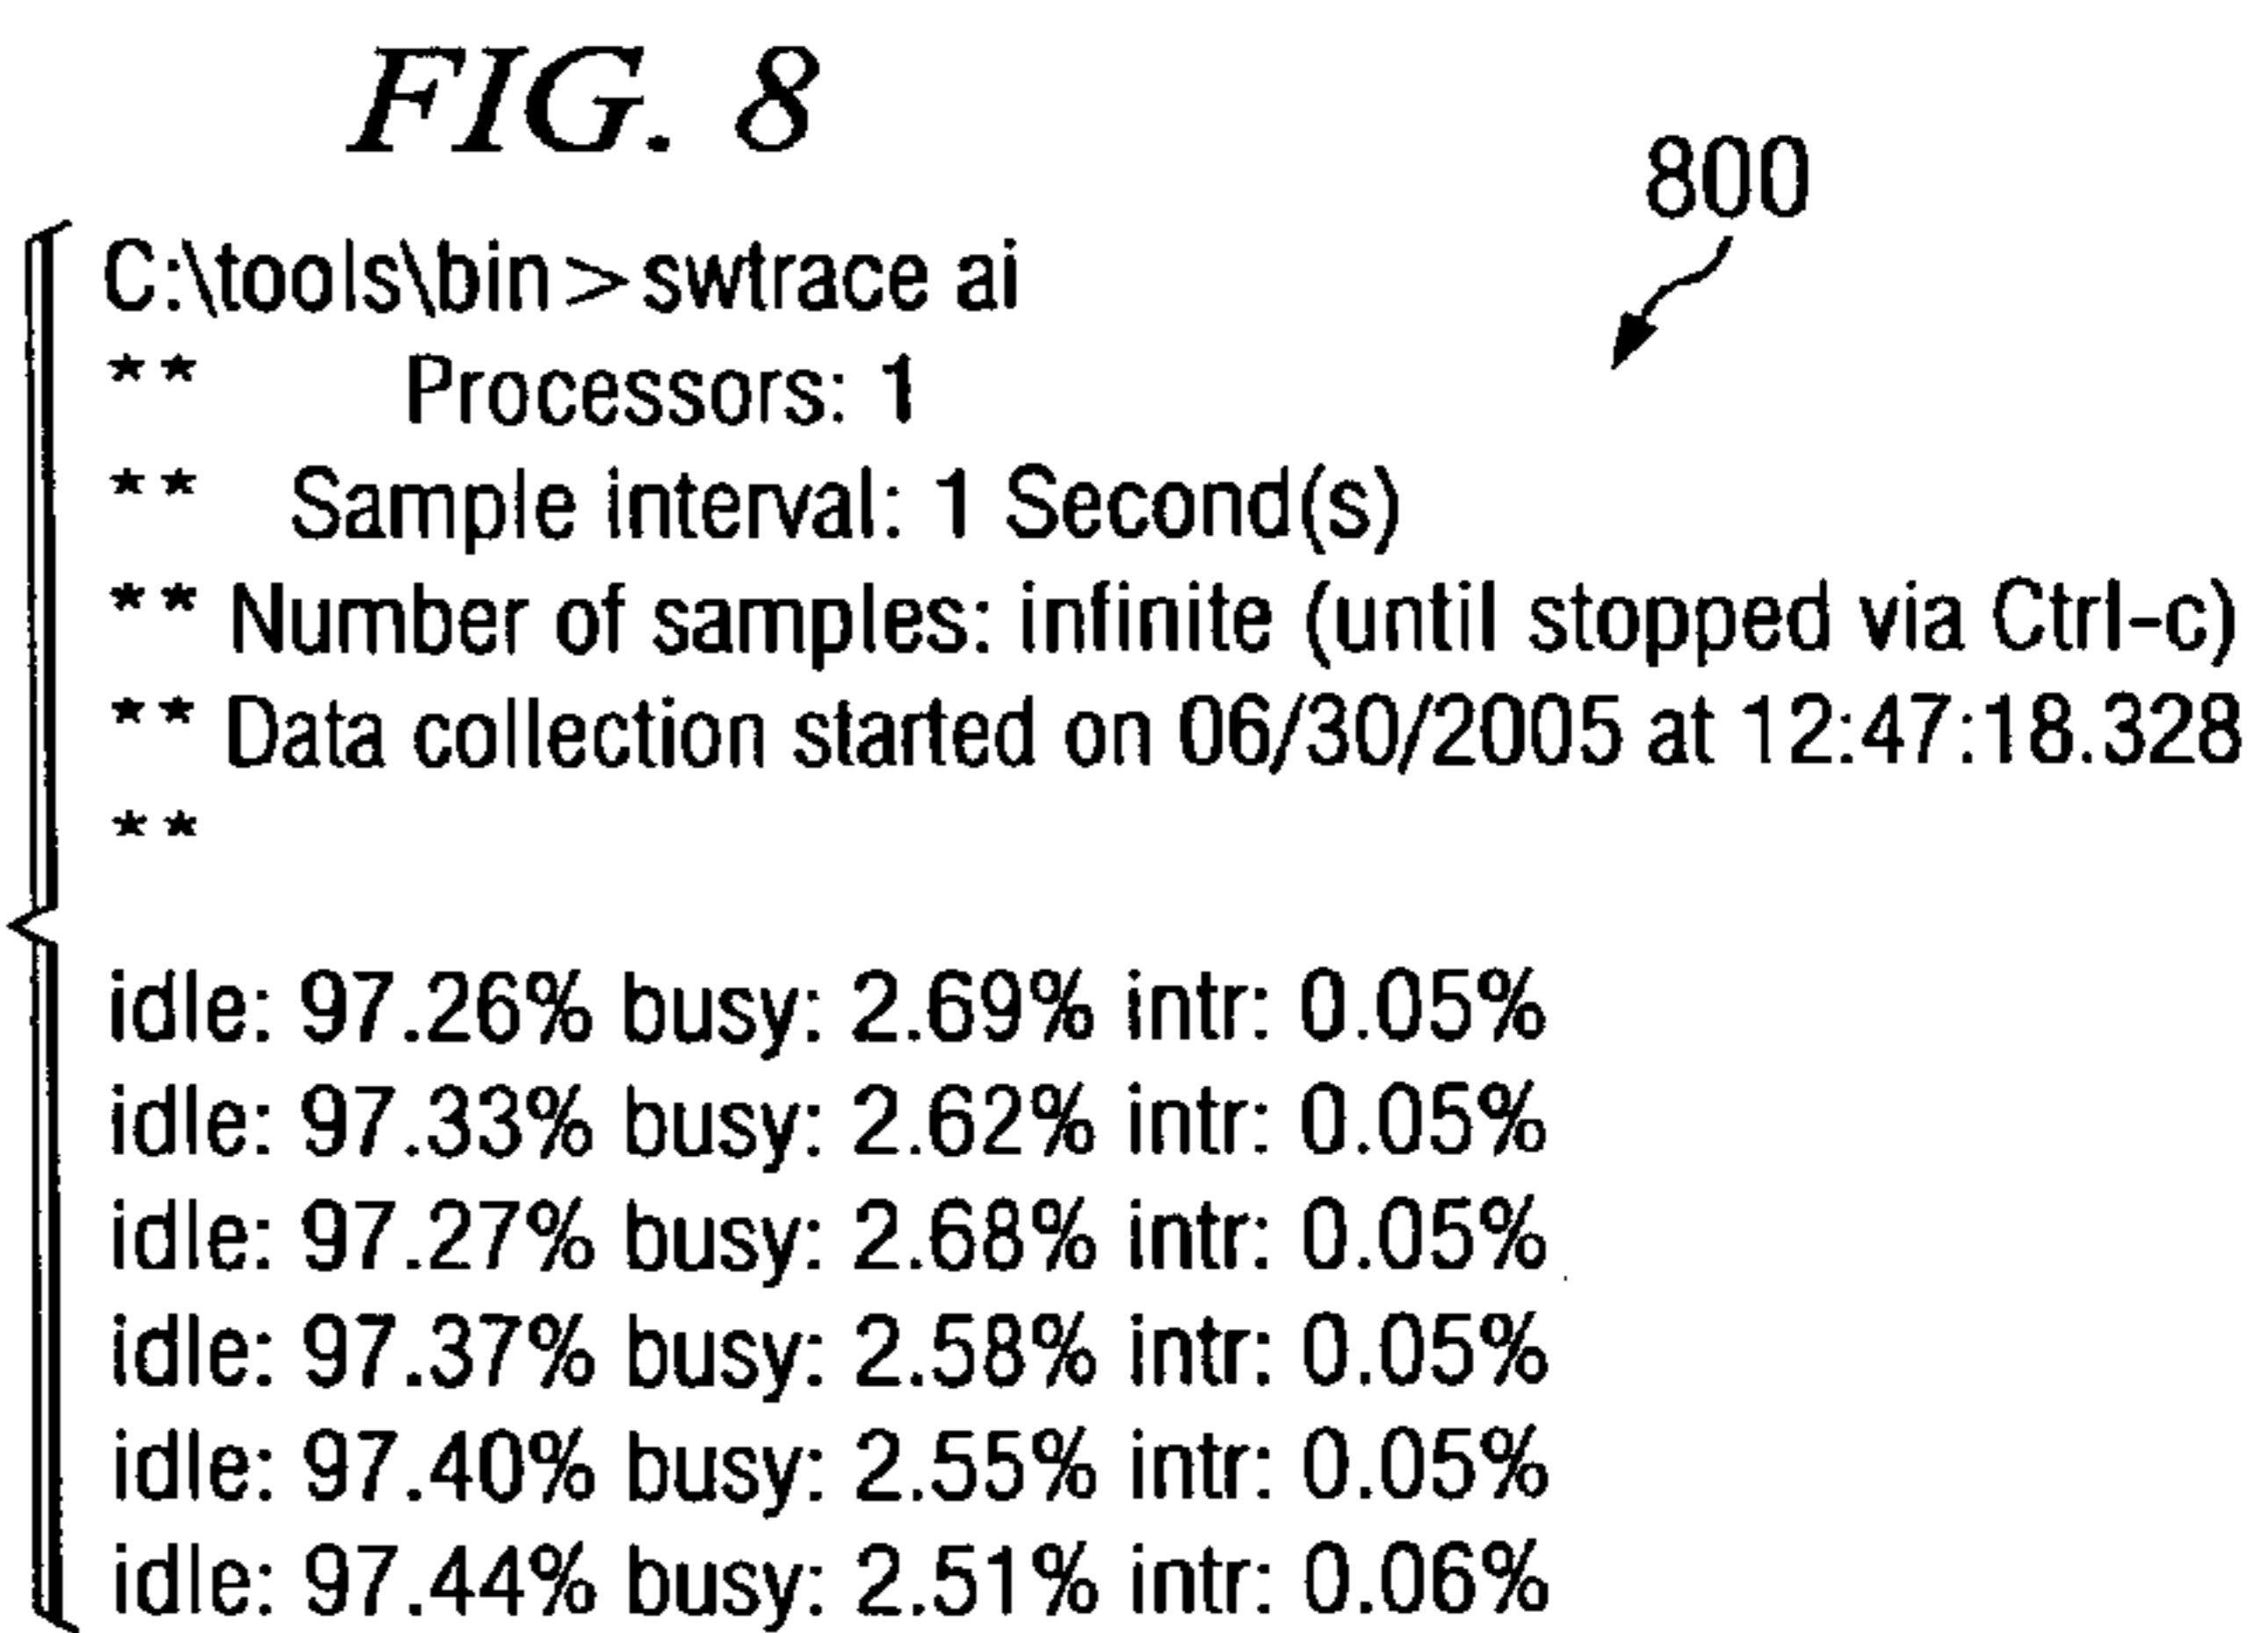 FIG. 8
800
C:\tools\bin>swtrace ai
** Processors: 1
** Sample interval: 1 Second(s)
** Number of samples: infinite (until stopped via Ctrl-c)
** Data collection started on 06/30/2005 at 12:47:18.328
**
idle: 97.26% busy: 2.69% intr: 0.05%
idle: 97.33% busy: 2.62% intr: 0.05%
idle: 97.27% busy: 2.68% intr: 0.05%
idle: 97.37% busy: 2.58% intr: 0.05%
idle: 97.40% busy: 2.55% intr: 0.05%
idle: 97.44% busy: 2.51% intr: 0.06%